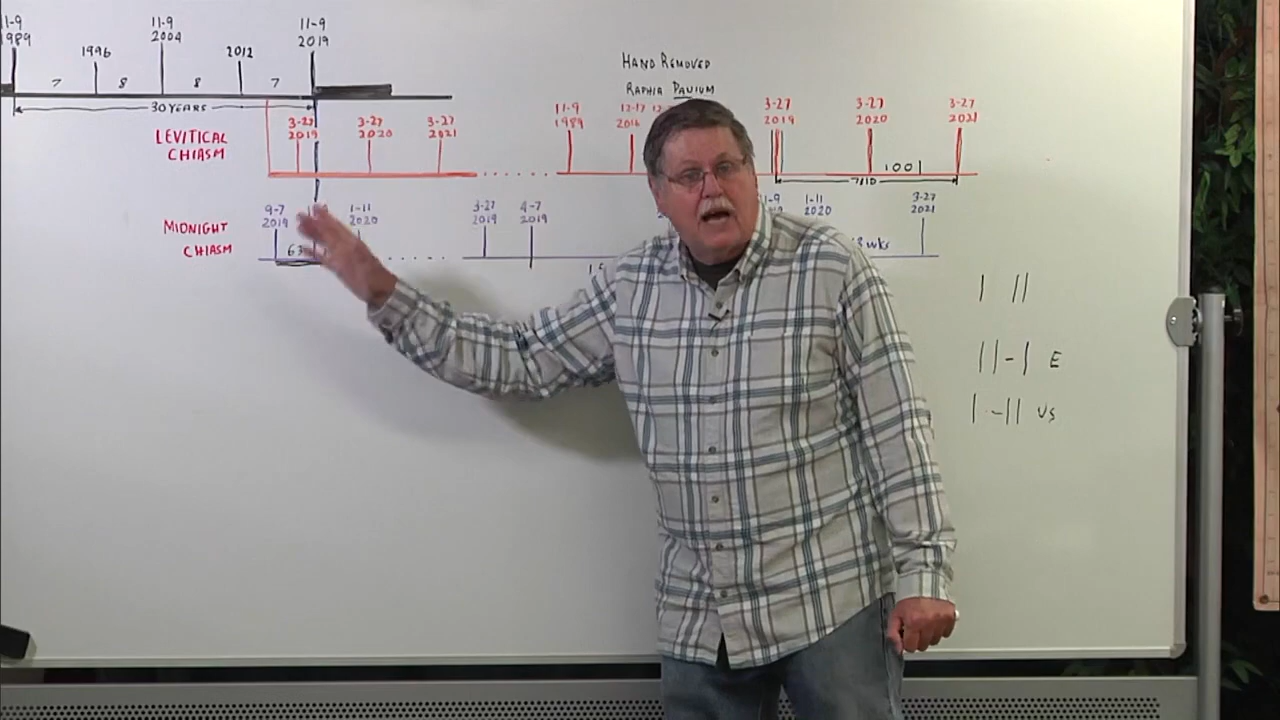 11-9 11-9 11-9
1989 2004 2019
1996 2012
7 8 8 7
30 YEARS
HAND REMOVED
RAPHIA PANIUM
LEVITICAL
CHIASM
3-27 3-27 3-27
2019 2020 2021
11-9 12-17 3-27 3-27 3-27
1989 2019 2020 2021
1001
MIDNIGHT
CHIASM
9-7 1-11
2019 2020
63
3-27 4-7
2019 2019
1-11 3-27
2020 2021
wks
E
US